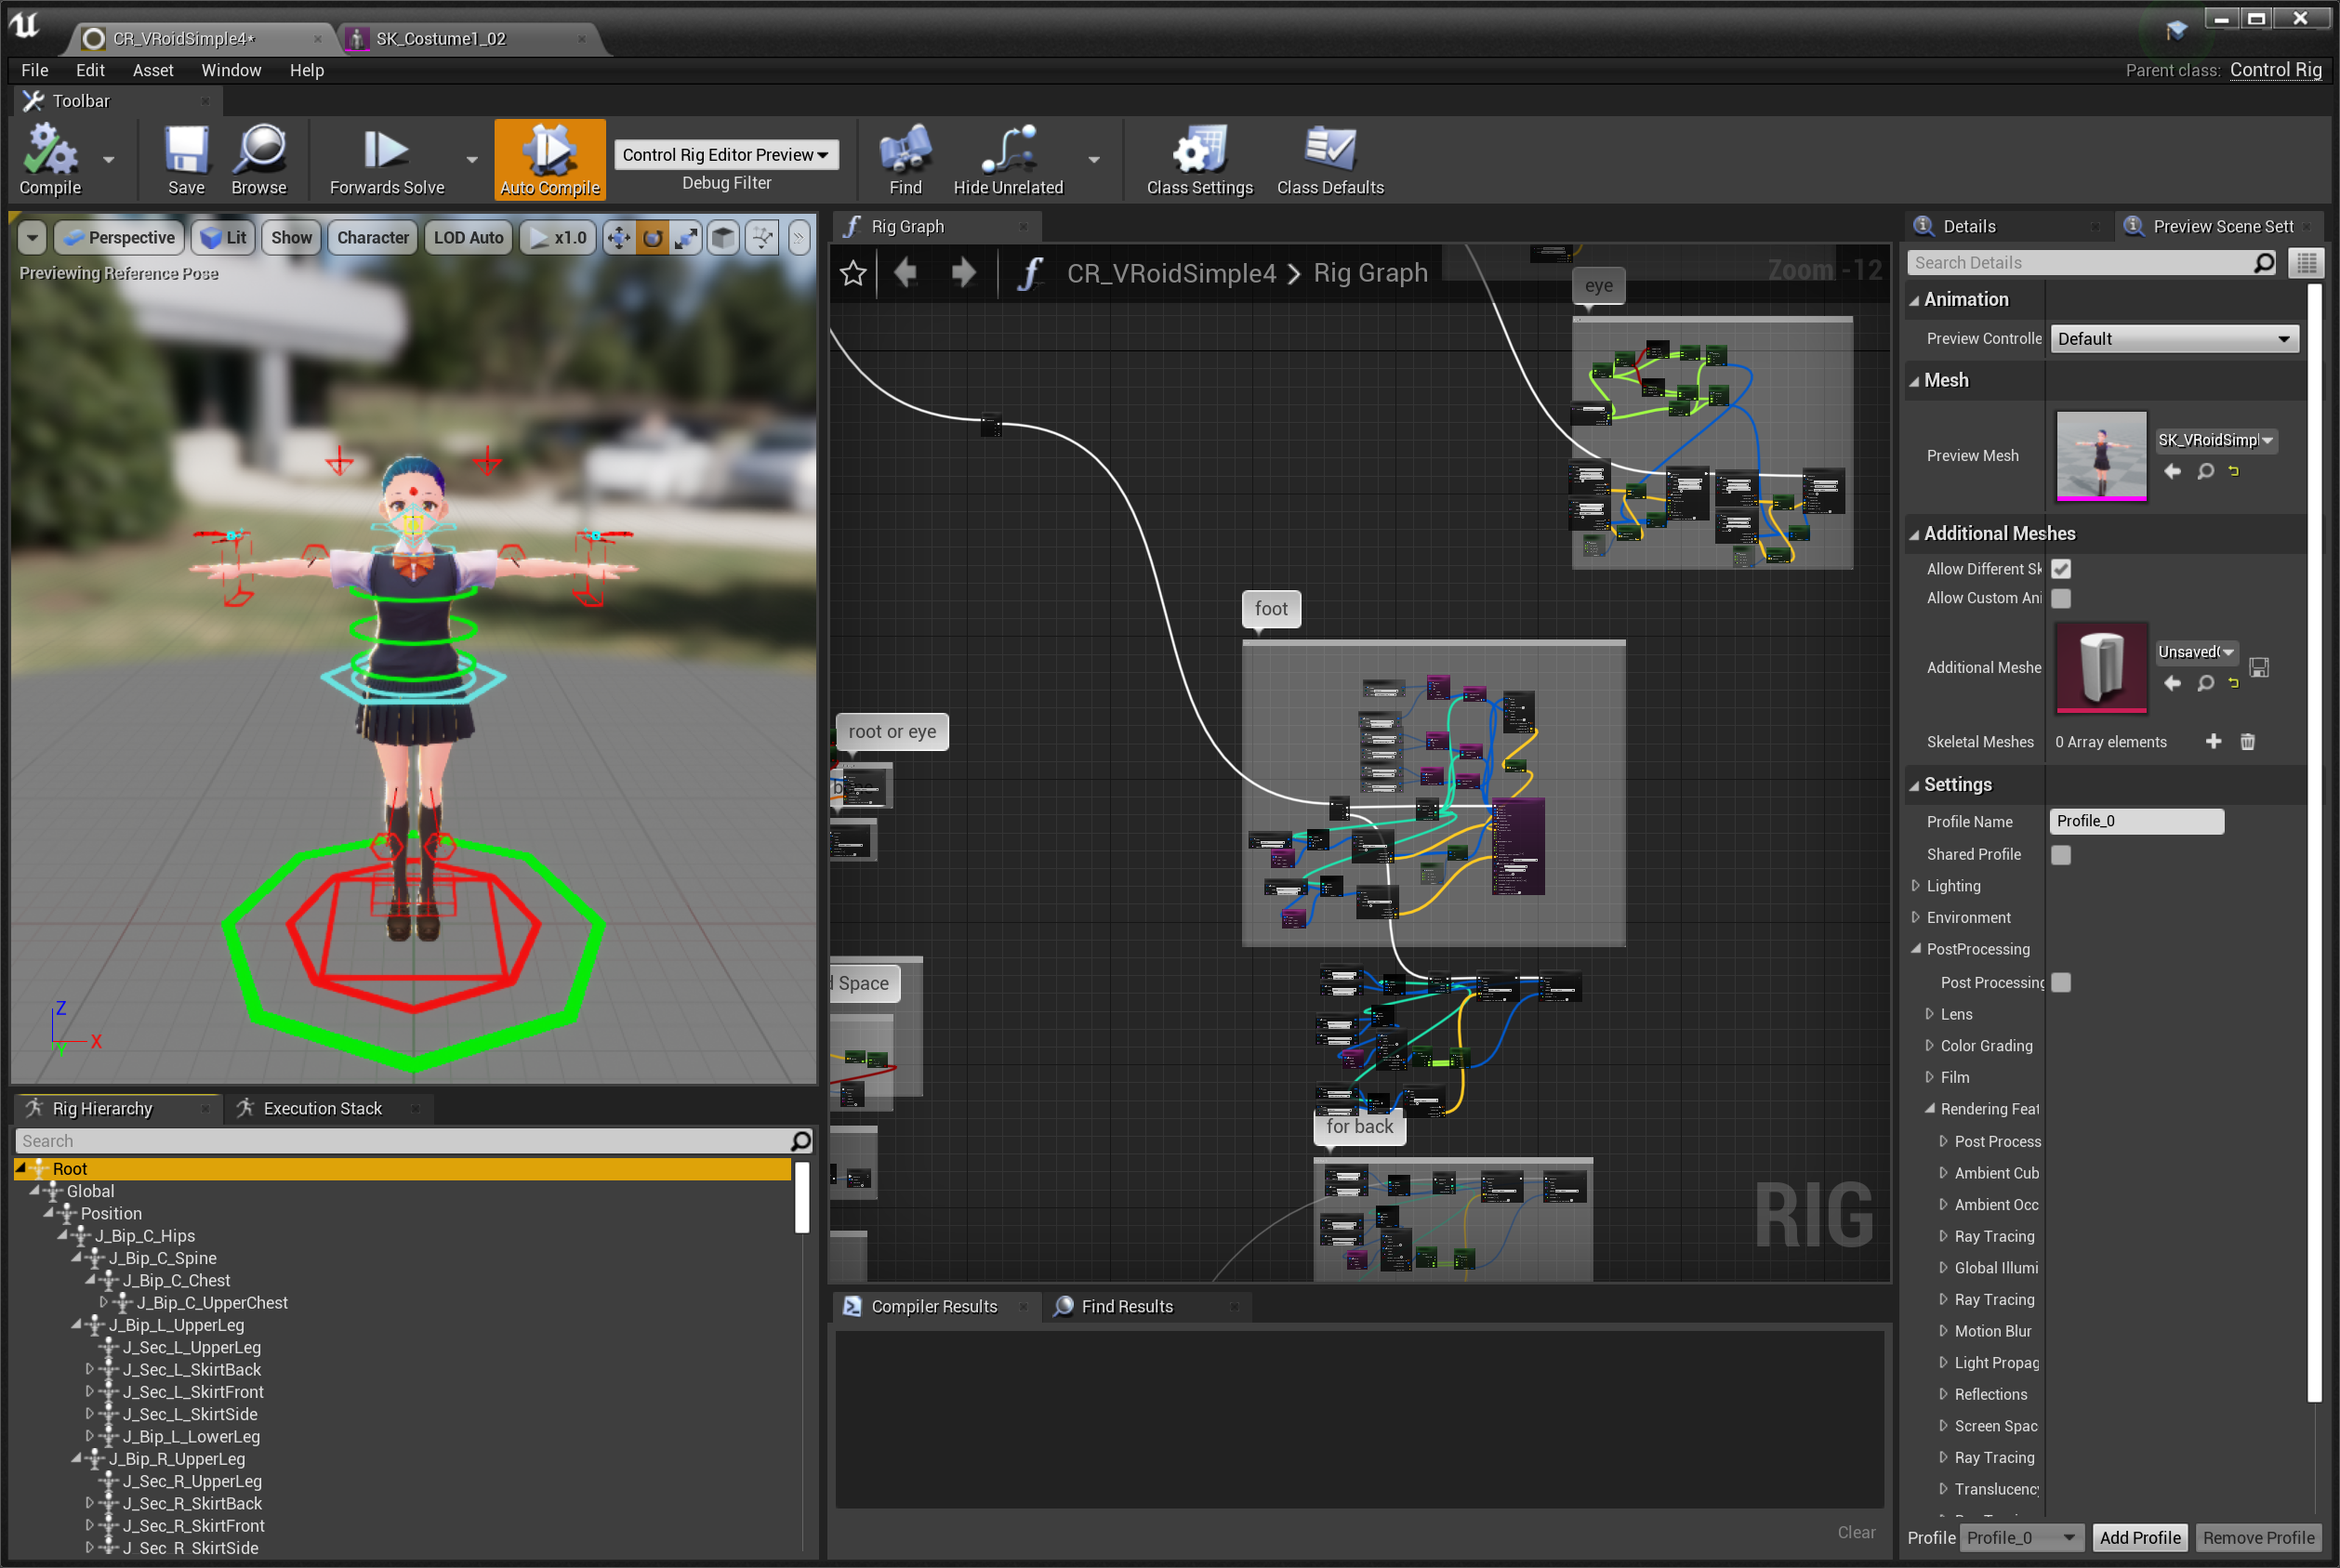 CR_VRoidSimple4*
SK_Costume1_02
File Edit Asset Window Help
Parent class: Control Rig
Toolbar
Compile
Save
Browse
Forwards Solve
Auto Compile
Control Rig Editor Preview
Debug Filter
Find
Hide Unrelated
Class Settings
Class Defaults
Perspective
Lit
Show
Character
LOD Auto
x1.0
Previewing Reference Pose
Z
X
Y
Rig Graph
CR_VRoidSimple4 > Rig Graph
Zoom -12
eye
foot
root or eye
d Space
for back
RIG
Rig Hierarchy
Execution Stack
Search
Root
Global
Position
J_Bip_C_Hips
J_Bip_C_Spine
J_Bip_C_Chest
J_Bip_C_UpperChest
J_Bip_L_UpperLeg
J_Sec_L_UpperLeg
J_Sec_L_SkirtBack
J_Sec_L_SkirtFront
J_Sec_L_SkirtSide
J_Bip_L_LowerLeg
J_Bip_R_UpperLeg
J_Sec_R_UpperLeg
J_Sec_R_SkirtBack
J_Sec_R_SkirtFront
J_Sec_R_SkirtSide
Compiler Results
Find Results
Clear
Details
Preview Scene Sett
Search Details
Animation
Preview Controlle
Default
Mesh
Preview Mesh
SK_VRoidSimpl
Additional Meshes
Allow Different Sk
Allow Custom Ani
Additional Meshe
Unsaved(
Skeletal Meshes
0 Array elements
Settings
Profile Name
Profile_0
Shared Profile
Lighting
Environment
PostProcessing
Post Processing
Lens
Color Grading
Film
Rendering Feat
Post Process
Ambient Cub
Ambient Occ
Ray Tracing
Global Illumi
Ray Tracing
Motion Blur
Light Propag
Reflections
Screen Spac
Ray Tracing
Translucency
Profile
Profile_0
Add Profile
Remove Profile